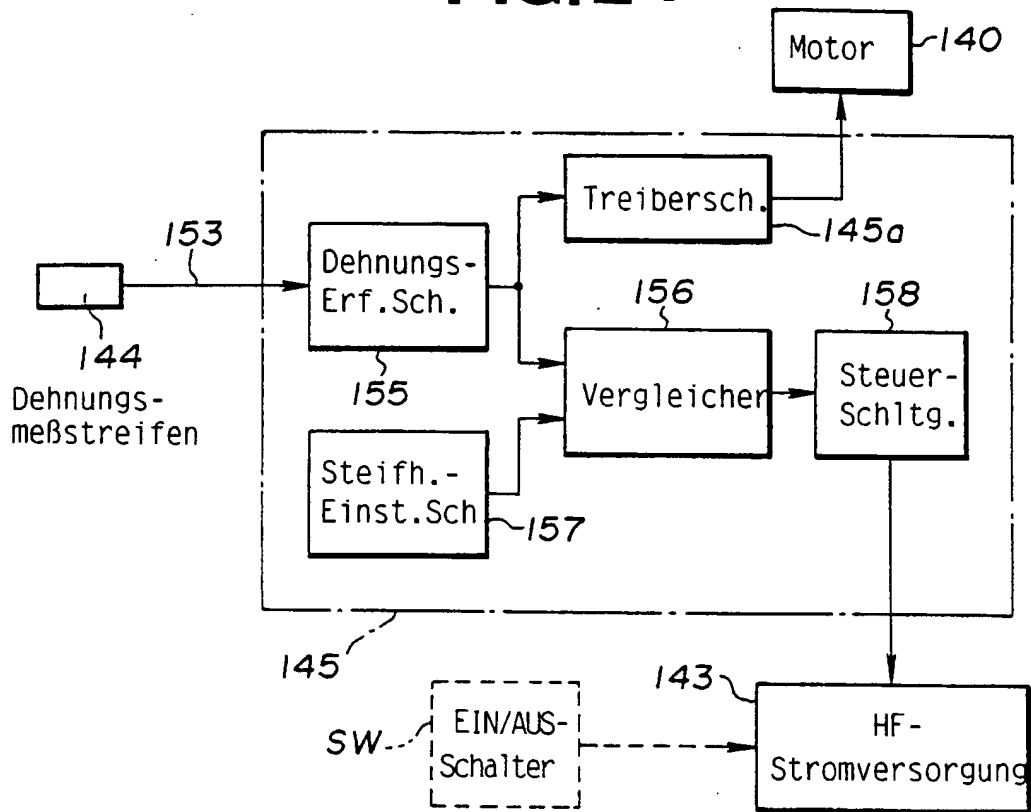 Motor
140
Treibersch.
145a
153
Dehnungs-
Erf.Sch.
155
144
Dehnungs-
meßstreifen
156
Vergleicher
158
Steuer-
Schltg.
Steifh.-
Einst.Sch
157
145
SW
EIN/AUS-
Schalter
143
HF-
Stromversorgung